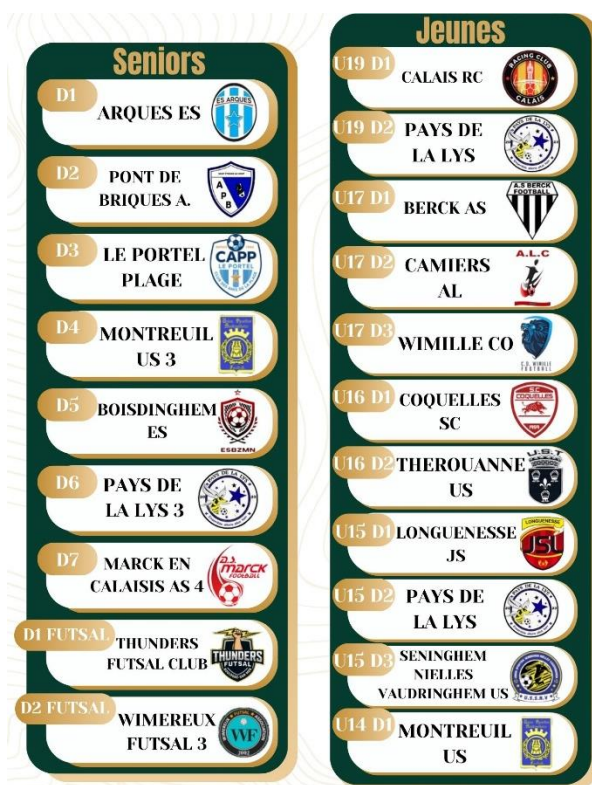 Seniors
D1
ARQUES ES
ES ARQUES
D2
PONT DE
BRIQUES A.
A P B
D3
LE PORTEL
PLAGE
CAPP
LE PORTEL
D4
MONTREUIL
US 3
D5
BOISDINGHEM
ES
ESBZMN
D6
PAYS DE
LA LYS 3
D7
MARCK EN
CALAISIS AS 4
a.s.
marck
FOOTBALL
D1 FUTSAL
THUNDERS
FUTSAL CLUB
THUNDERS
FUTSAL
D2 FUTSAL
WIMEREUX
FUTSAL 3
WF
Jeunes
U19 D1
CALAIS RC
RACING CLUB
CALAIS
U19 D2
PAYS DE
LA LYS
U17 D1
BERCK AS
A.S BERCK
FOOTBALL
U17 D2
CAMIERS
AL
A.L.C
U17 D3
WIMILLE CO
C.O. WIMILLE
FOOTBALL
U16 D1
COQUELLES
SC
SC
COQUELLES
U16 D2
THEROUANNE
US
U.S.T
U15 D1
LONGUENESSE
JS
LONGUENESSE
JSL
U15 D2
PAYS DE
LA LYS
U15 D3
SENINGHEM
NIELLES
VAUDRINGHEM US
U14 D1
MONTREUIL
US